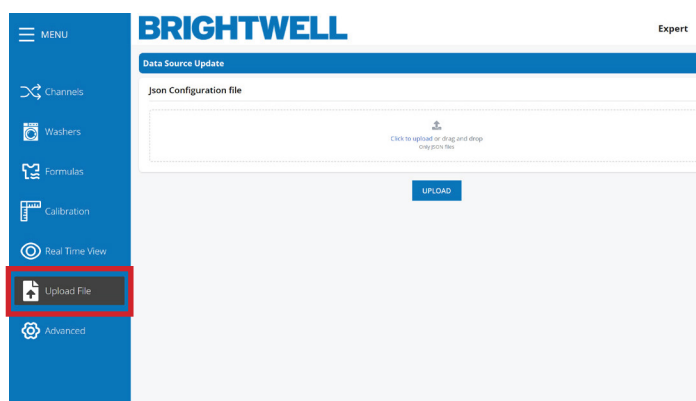 MENU
BRIGHTWELL
Expert
Data Source Update
Json Configuration file
Channels
Washers
Click to upload or drag and drop
Only JSON files
Formulas
UPLOAD
Calibration
Real Time View
Upload File
Advanced